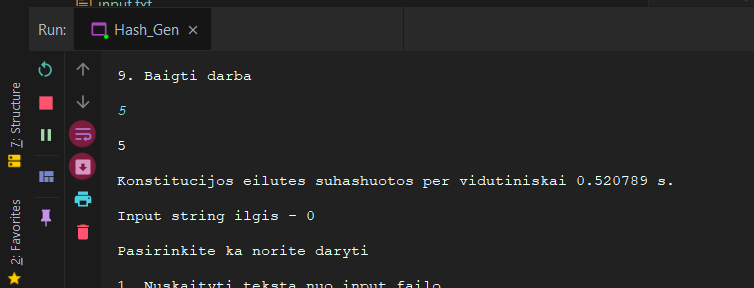 input.txt
Run: Hash_Gen ×
7: Structure
2: Favorites
9. Baigti darba
5
5
Konstitucijos eilutes suhashuotos per vidutiniskai 0.520789 s.
Input string ilgis - 0
Pasirinkite ka norite daryti
1. Nuskaityti teksta nuo input failo